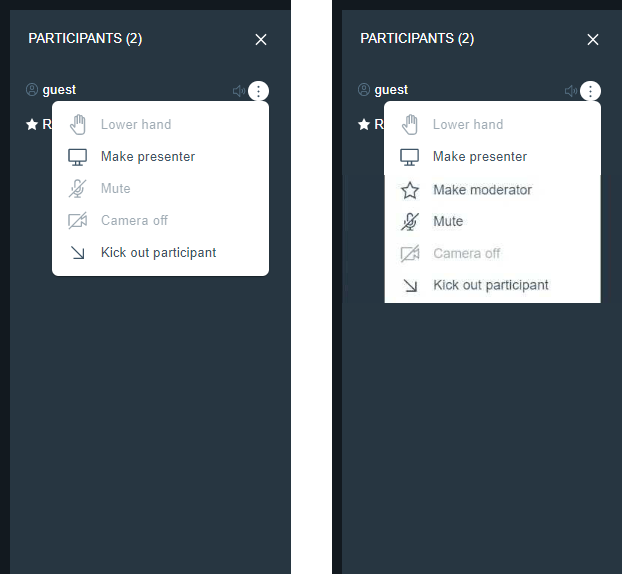 PARTICIPANTS (2)
guest
R
Lower hand
Make presenter
Mute
Camera off
Kick out participant
PARTICIPANTS (2)
guest
R
Lower hand
Make presenter
Make moderator
Mute
Camera off
Kick out participant